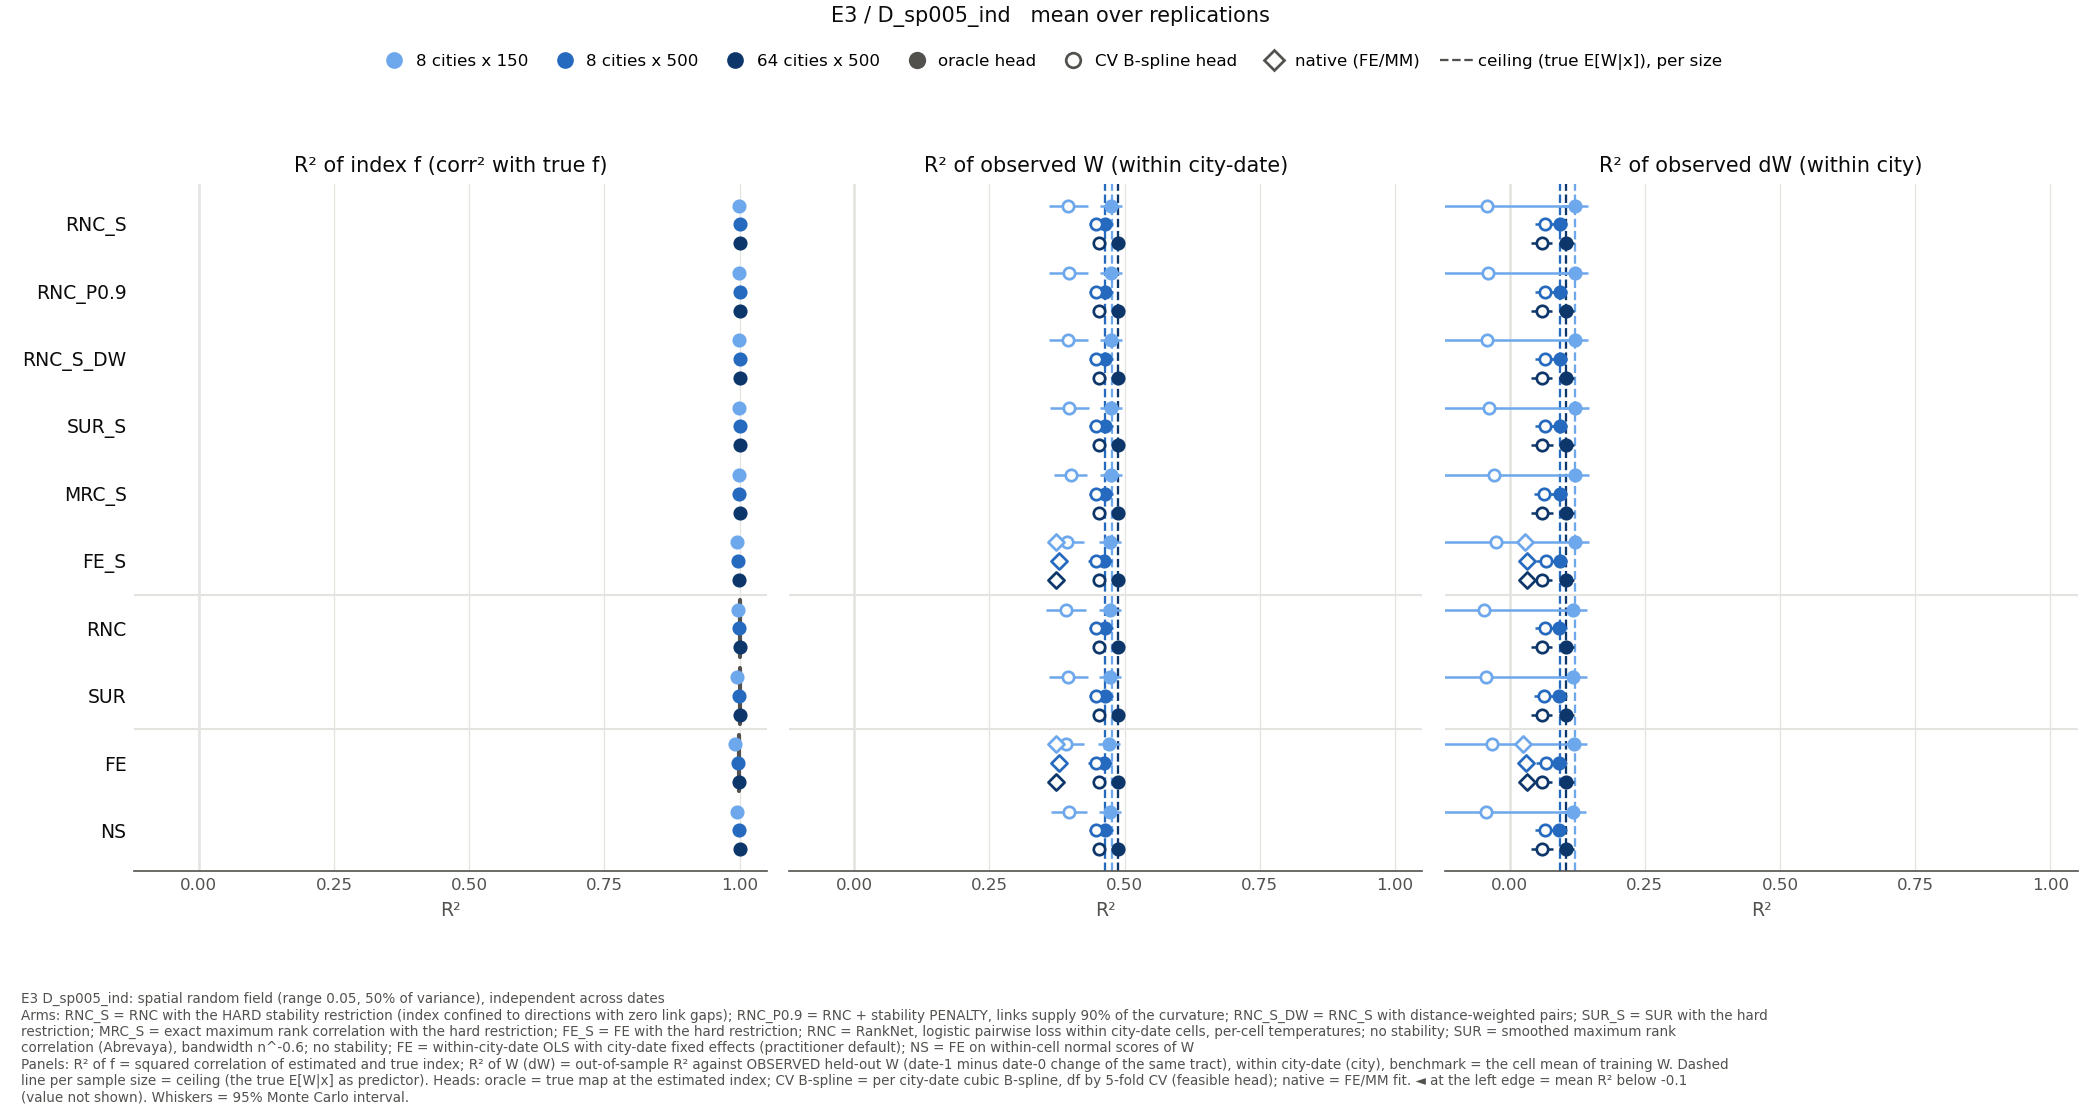 E3 / D_sp005_ind   mean over replications
8 cities x 150   8 cities x 500   64 cities x 500   oracle head   CV B-spline head   native (FE/MM)   ceiling (true E[W|x]), per size
R² of index f (corr² with true f)   R² of observed W (within city-date)   R² of observed dW (within city)
RNC_S
RNC_P0.9
RNC_S_DW
SUR_S
MRC_S
FE_S
RNC
SUR
FE
NS
0.00   0.25   0.50   0.75   1.00   0.00   0.25   0.50   0.75   1.00   0.00   0.25   0.50   0.75   1.00
R²   R²   R²
E3 D_sp005_ind: spatial random field (range 0.05, 50% of variance), independent across dates
Arms: RNC_S = RNC with the HARD stability restriction (index confined to directions with zero link gaps); RNC_P0.9 = RNC + stability PENALTY, links supply 90% of the curvature; RNC_S_DW = RNC_S with distance-weighted pairs; SUR_S = SUR with the hard
restriction; MRC_S = exact maximum rank correlation with the hard restriction; FE_S = FE with the hard restriction; RNC = RankNet, logistic pairwise loss within city-date cells, per-cell temperatures; no stability; SUR = smoothed maximum rank
correlation (Abrevaya), bandwidth n^-0.6; no stability; FE = within-city-date OLS with city-date fixed effects (practitioner default); NS = FE on within-cell normal scores of W
Panels: R² of f = squared correlation of estimated and true index; R² of W (dW) = out-of-sample R² against OBSERVED held-out W (date-1 minus date-0 change of the same tract), within city-date (city), benchmark = the cell mean of training W. Dashed
line per sample size = ceiling (the true E[W|x] as predictor). Heads: oracle = true map at the estimated index; CV B-spline = per city-date cubic B-spline, df by 5-fold CV (feasible head); native = FE/MM fit. ◄ at the left edge = mean R² below -0.1
(value not shown). Whiskers = 95% Monte Carlo interval.